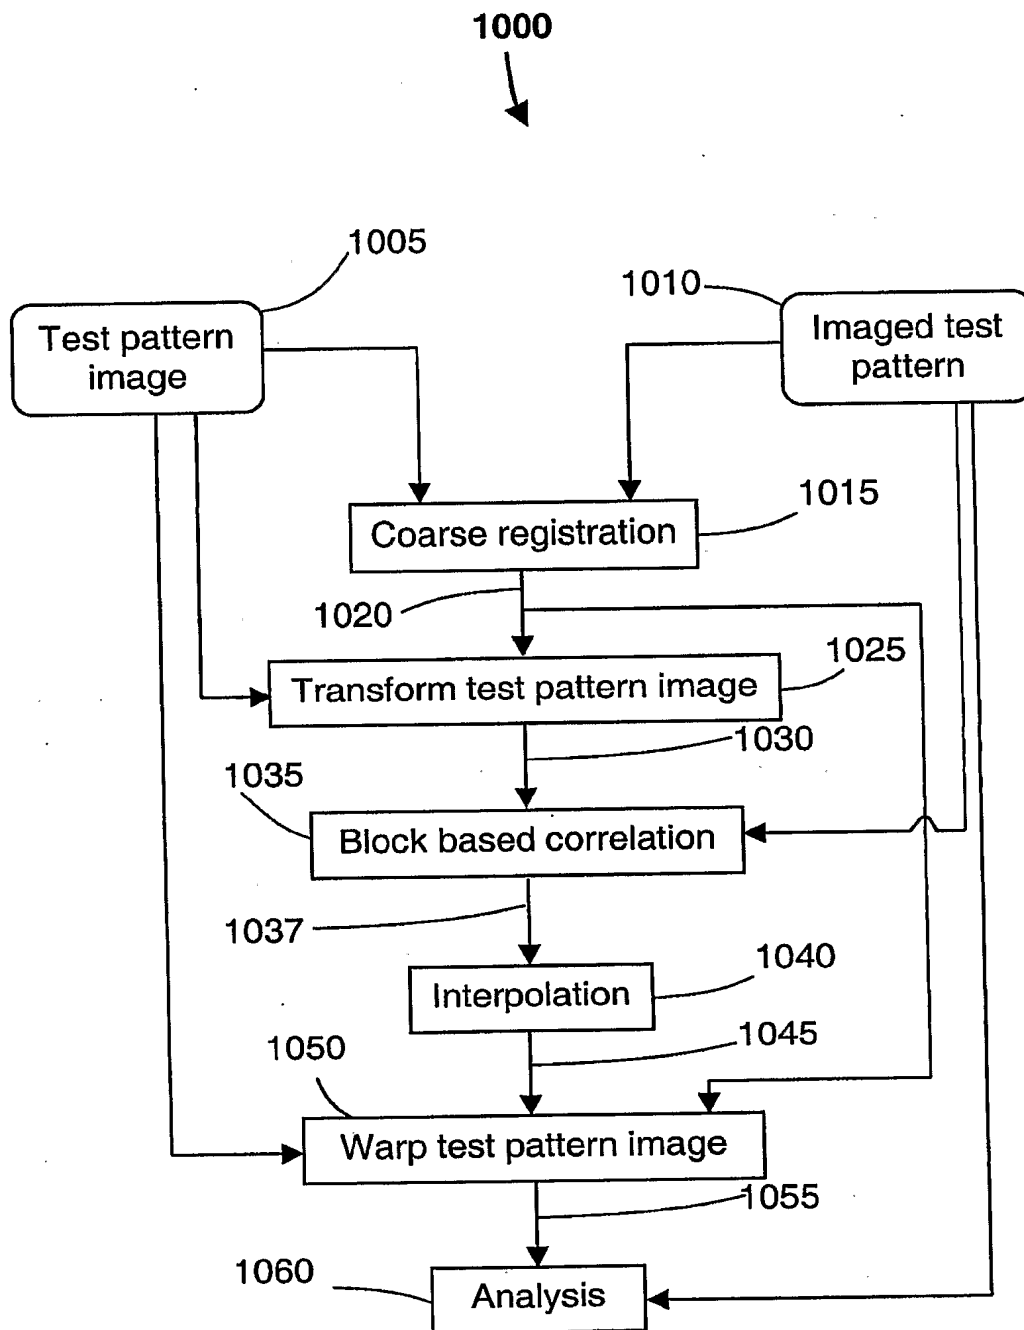 1000
1005
1010
Test pattern
image
Imaged test
pattern
1015
Coarse registration
1020
1025
Transform test pattern image
1030
1035
Block based correlation
1037
1040
Interpolation
1045
1050
Warp test pattern image
1055
1060
Analysis